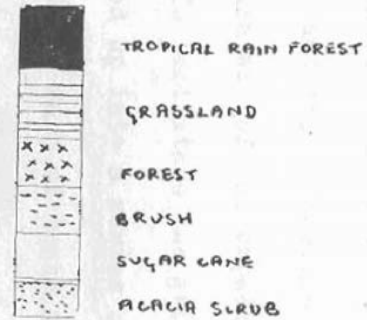 TROPICAL RAIN FOREST
GRASSLAND
FOREST
BRUSH
SUGAR CANE
ACACIA SCRUB